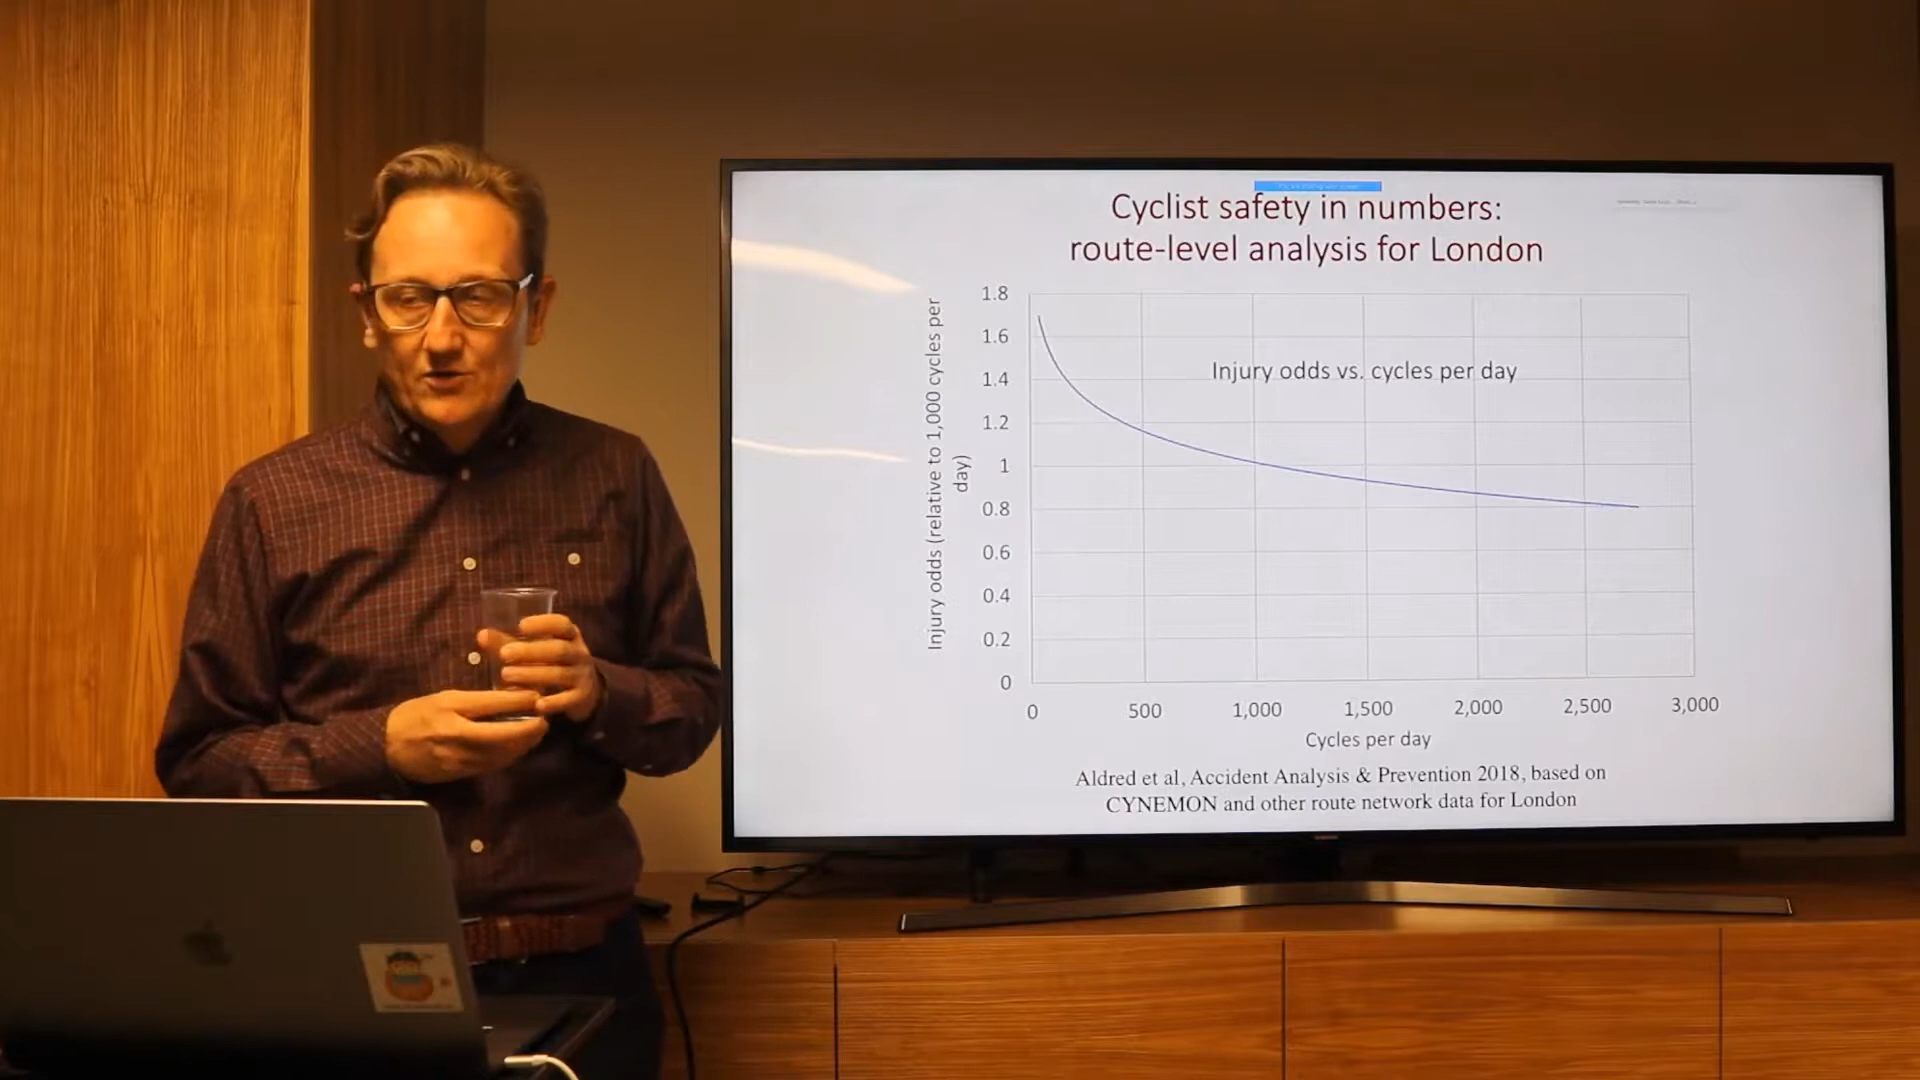 Cyclist safety in numbers:
route-level analysis for London
Injury odds (relative to 1,000 cycles per
day)
1.8
1.6
1.4
1.2
1
0.8
0.6
0.4
0.2
0
Injury odds vs. cycles per day
0 500 1,000 1,500 2,000 2,500 3,000
Cycles per day
Aldred et al, Accident Analysis & Prevention 2018, based on
CYNEMON and other route network data for London